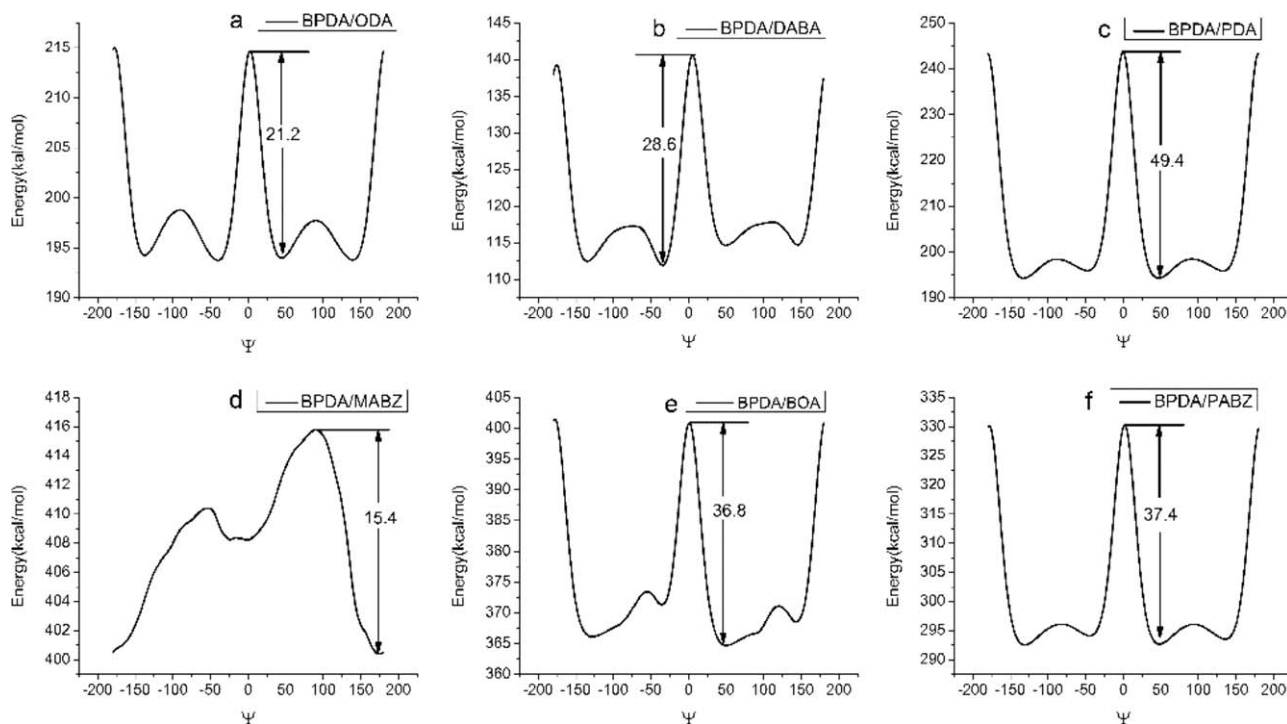 a
BPDA/ODA
215
210
205
200
195
190
21.2
Energy(kal/mol)
-200 -150 -100 -50 0 50 100 150 200
Ψ
b
BPDA/DABA
145
140
135
130
125
120
115
110
28.6
Energy(kcal/mol)
-200 -150 -100 -50 0 50 100 150 200
Ψ
c
BPDA/PDA
250
240
230
220
210
200
190
49.4
Energy(kcal/mol)
-200 -150 -100 -50 0 50 100 150 200
Ψ
d
BPDA/MABZ
418
416
414
412
410
408
406
404
402
400
15.4
Energy(kcal/mol)
-200 -150 -100 -50 0 50 100 150 200
Ψ
e
BPDA/BOA
405
400
395
390
385
380
375
370
365
360
36.8
Energy(kcal/mol)
-200 -150 -100 -50 0 50 100 150 200
Ψ
f
BPDA/PABZ
335
330
325
320
315
310
305
300
295
290
37.4
Energy(kcal/mol)
-200 -150 -100 -50 0 50 100 150 200
Ψ